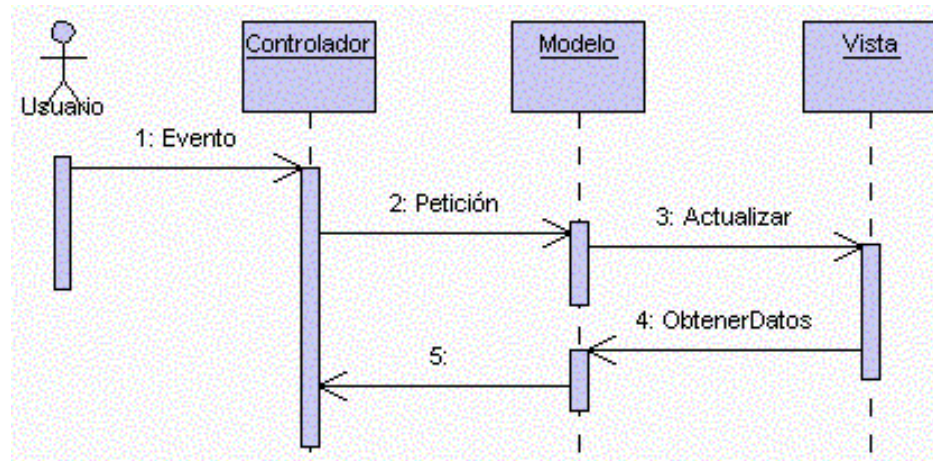 Controlador
Modelo
Vista
Usuario
1: Evento
2: Petición
3: Actualizar
4: ObtenerDatos
5: